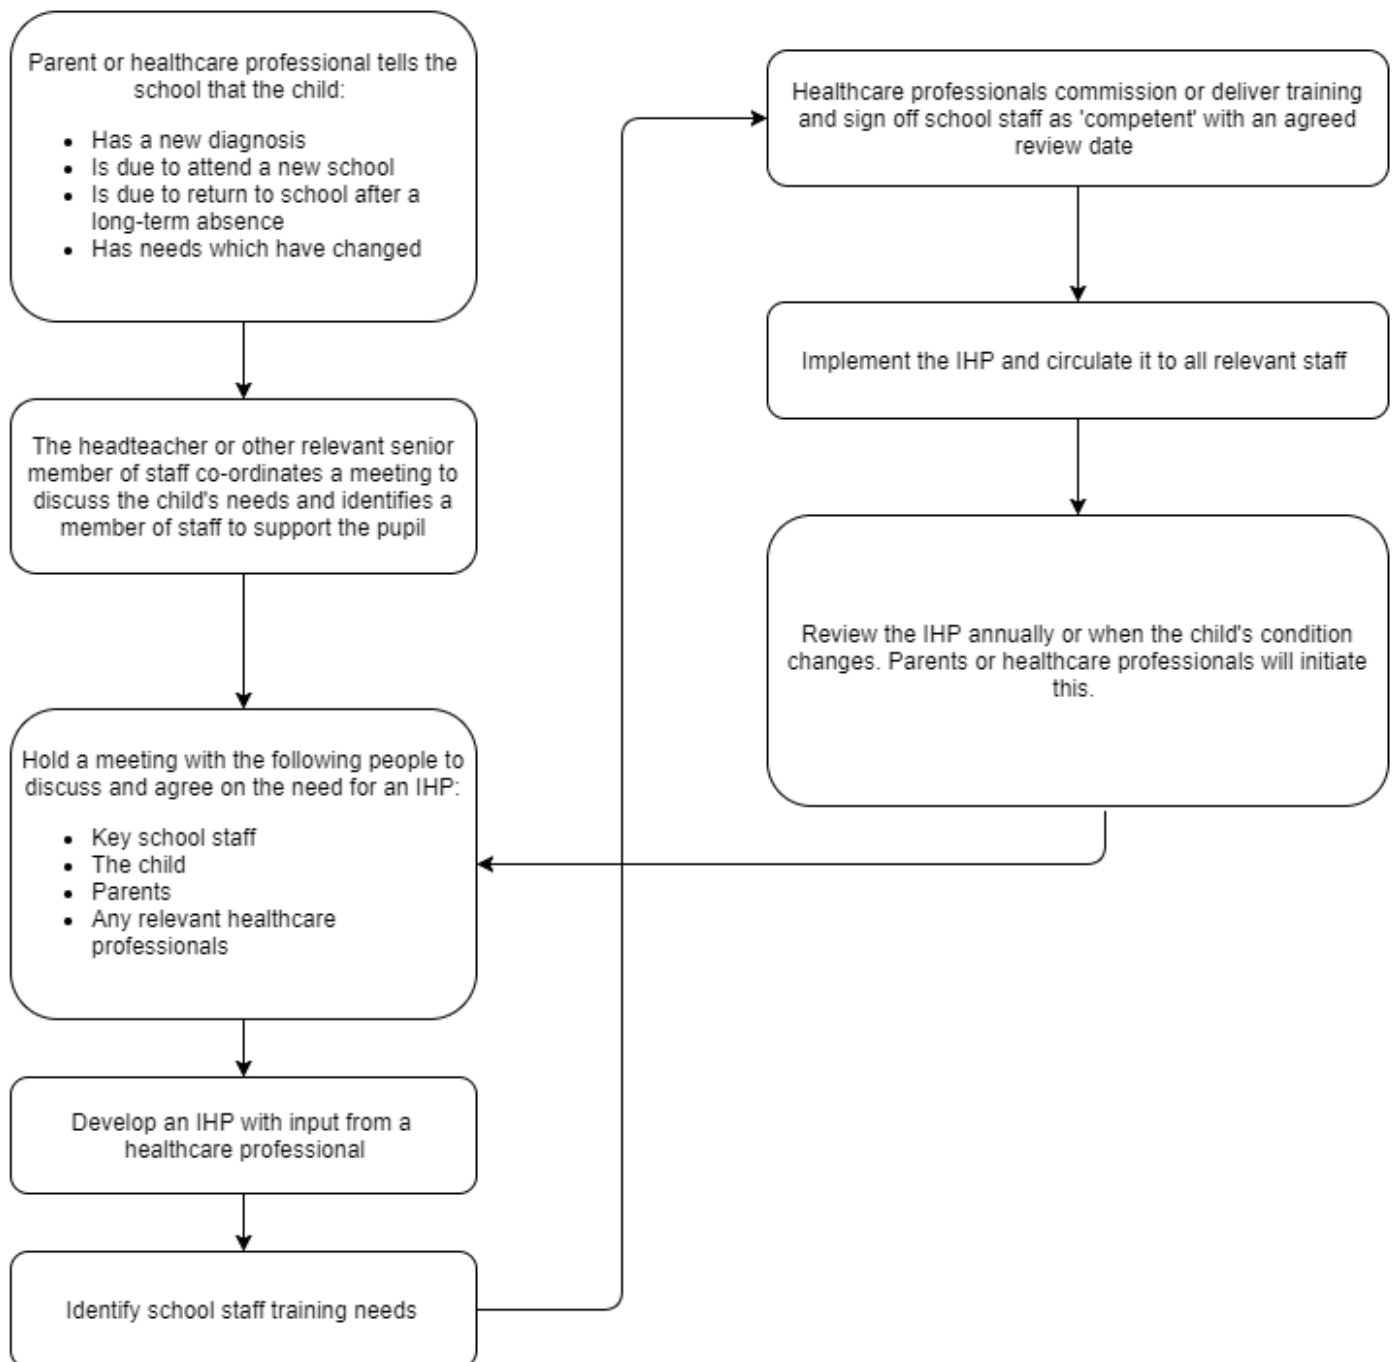 Parent or healthcare professional tells the
school that the child:
• Has a new diagnosis
• Is due to attend a new school
• Is due to return to school after a
long-term absence
• Has needs which have changed
The headteacher or other relevant senior
member of staff co-ordinates a meeting to
discuss the child's needs and identifies a
member of staff to support the pupil
Hold a meeting with the following people to
discuss and agree on the need for an IHP:
• Key school staff
• The child
• Parents
• Any relevant healthcare
professionals
Develop an IHP with input from a
healthcare professional
Identify school staff training needs
Healthcare professionals commission or deliver training
and sign off school staff as 'competent' with an agreed
review date
Implement the IHP and circulate it to all relevant staff
Review the IHP annually or when the child's condition
changes. Parents or healthcare professionals will initiate
this.